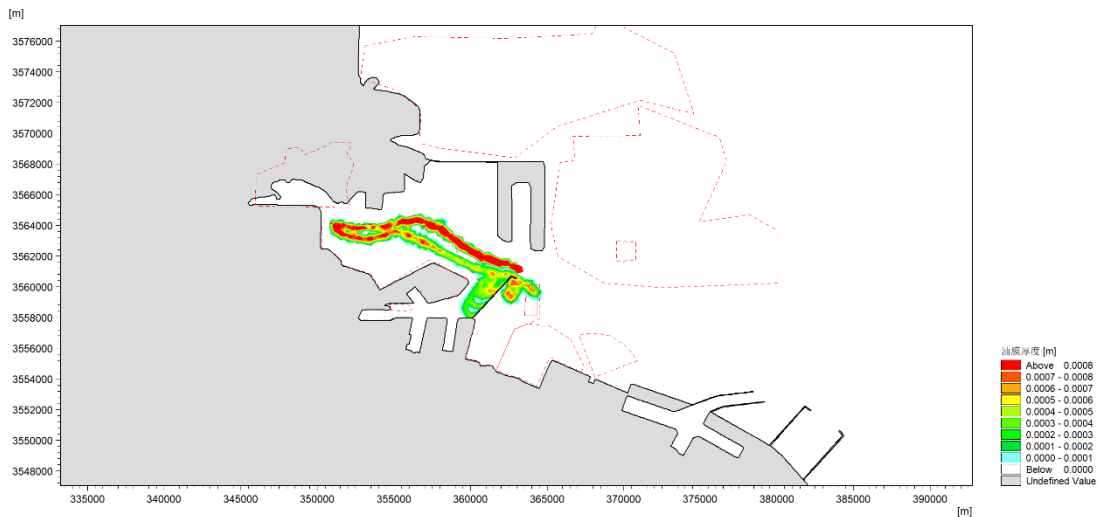 [m]
3576000
3574000
3572000
3570000
3568000
3566000
3564000
3562000
3560000
3558000
3556000
3554000
3552000
3550000
3548000
335000 340000 345000 350000 355000 360000 365000 370000 375000 380000 385000 390000
[m]
油膜厚度 [m]
Above 0.0008
0.0007 - 0.0008
0.0006 - 0.0007
0.0005 - 0.0006
0.0004 - 0.0005
0.0003 - 0.0004
0.0002 - 0.0003
0.0001 - 0.0002
0.0000 - 0.0001
Below 0.0000
Undefined Value